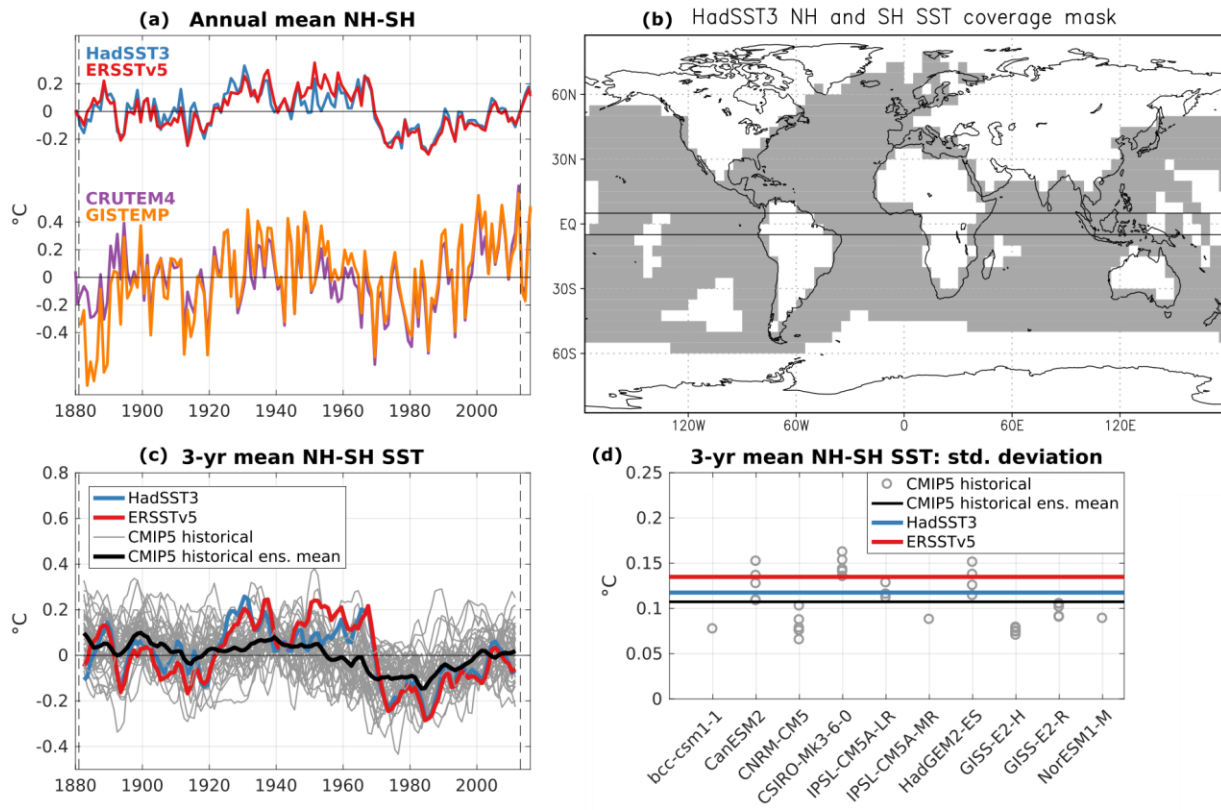 (a) Annual mean NH-SH
HadSST3
ERSSTv5
0.2
0
-0.2
CRUTEM4
GISTEMP
0.4
0.2
0
-0.2
-0.4
°C
1880 1900 1920 1940 1960 1980 2000
(b) HadSST3 NH and SH SST coverage mask
60N
30N
EQ
30S
60S
120W 60W 0 60E 120E
(c) 3-yr mean NH-SH SST
0.8
0.6
0.4
0.2
0
-0.2
-0.4
°C
HadSST3
ERSSTv5
CMIP5 historical
CMIP5 historical ens. mean
1880 1900 1920 1940 1960 1980 2000
(d) 3-yr mean NH-SH SST: std. deviation
0.25
0.2
0.15
0.1
0.05
0
°C
CMIP5 historical
CMIP5 historical ens. mean
HadSST3
ERSSTv5
bcc-csm1-1
CanESM2
CNRM-CM5
CSIRO-Mk3-6-0
IPSL-CM5A-LR
IPSL-CM5A-MR
HadGEM2-ES
GISS-E2-H
GISS-E2-R
NorESM1-M